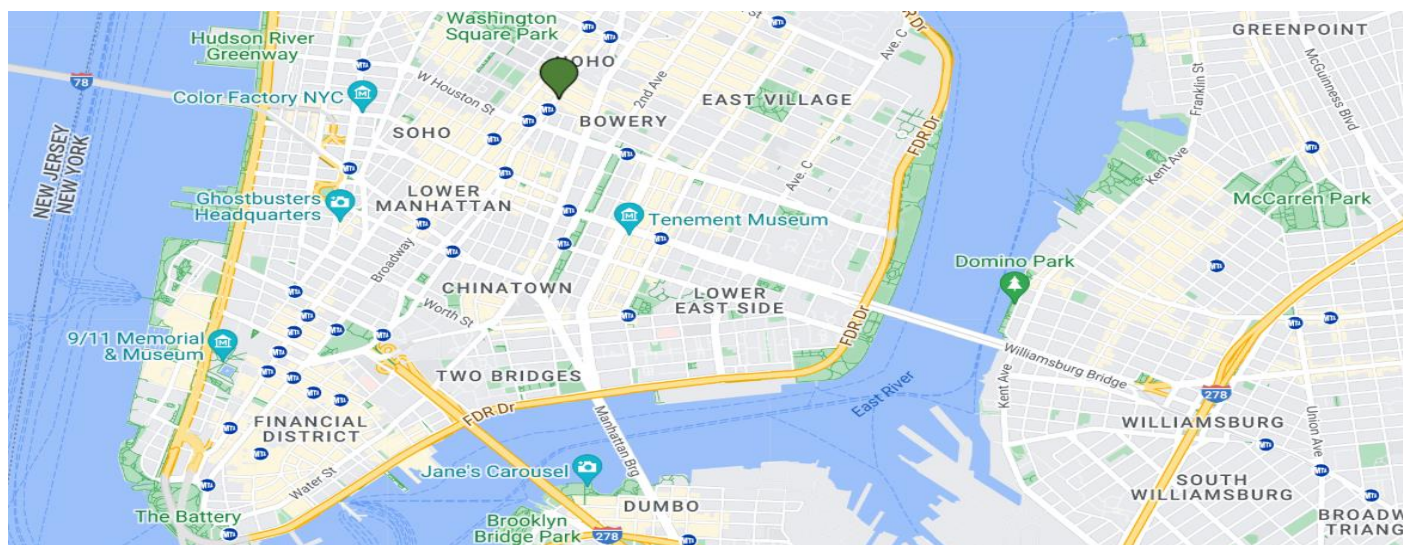 Washington
Square Park
Hudson River
Greenway
78
Color Factory NYC
W Houston St
SOHO
NOHO
BOWERY
2nd Ave
EAST VILLAGE
Ave. C
FDR Dr
FDR Dr
GREENPOINT
Franklin St
McGuinness Blvd
Kent Ave
McCarren Park
NEW JERSEY
NEW YORK
Ghostbusters
Headquarters
LOWER
MANHATTAN
Broadway
Tenement Museum
Ave. C
Domino Park
CHINATOWN
Worth St
LOWER
EAST SIDE
FDR Dr
9/11 Memorial
& Museum
TWO BRIDGES
FDR Dr
East River
Williamsburg Bridge
Kent Ave
278
WILLIAMSBURG
Union Ave
FINANCIAL
DISTRICT
Water St
Manhattan Brg
Jane's Carousel
SOUTH
WILLIAMSBURG
The Battery
Brooklyn
Bridge Park
278
DUMBO
BROADW
TRIANG